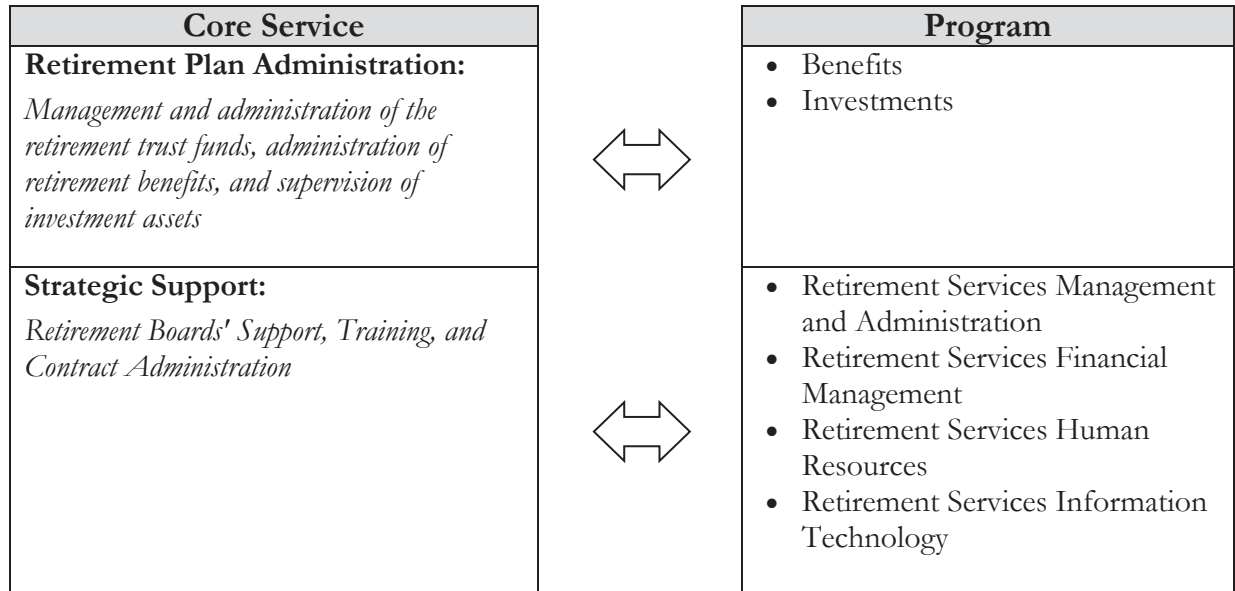 Core Service
Retirement Plan Administration:
Management and administration of the
retirement trust funds, administration of
retirement benefits, and supervision of
investment assets
Strategic Support:
Retirement Boards' Support, Training, and
Contract Administration
Program
• Benefits
• Investments
• Retirement Services Management
and Administration
• Retirement Services Financial
Management
• Retirement Services Human
Resources
• Retirement Services Information
Technology